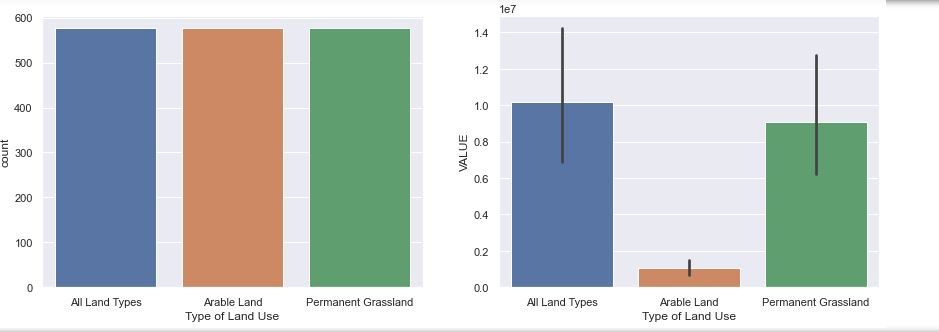 600
500
400
300
200
100
0
count
All Land Types Arable Land Permanent Grassland
Type of Land Use
1e7
1.4
1.2
1.0
0.8
0.6
0.4
0.2
0.0
VALUE
All Land Types Arable Land Permanent Grassland
Type of Land Use